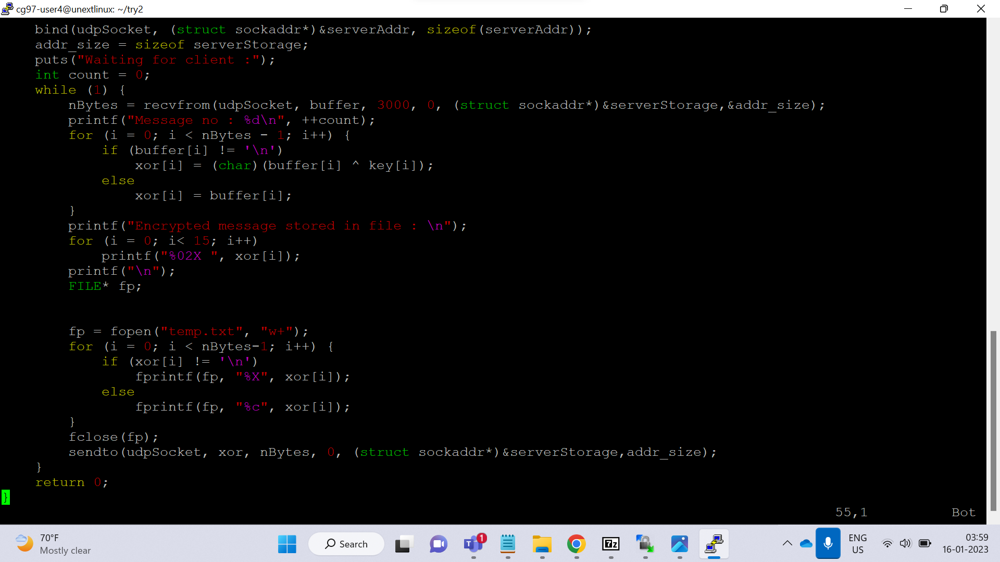 cg97-user4@unextlinux: ~/try2
    bind(udpSocket, (struct sockaddr*)&serverAddr, sizeof(serverAddr));
    addr_size = sizeof serverStorage;
    puts("Waiting for client :");
    int count = 0;
    while (1) {
        nBytes = recvfrom(udpSocket, buffer, 3000, 0, (struct sockaddr*)&serverStorage,&addr_size);
        printf("Message no : %d\n", ++count);
        for (i = 0; i < nBytes - 1; i++) {
            if (buffer[i] != '\n')
                xor[i] = (char)(buffer[i] ^ key[i]);
            else
                xor[i] = buffer[i];
        }
        printf("Encrypted message stored in file : \n");
        for (i = 0; i< 15; i++)
            printf("%02X ", xor[i]);
        printf("\n");
        FILE* fp;
        fp = fopen("temp.txt", "w+");
        for (i = 0; i < nBytes-1; i++) {
            if (xor[i] != '\n')
                fprintf(fp, "%X", xor[i]);
            else
                fprintf(fp, "%c", xor[i]);
        }
        fclose(fp);
        sendto(udpSocket, xor, nBytes, 0, (struct sockaddr*)&serverStorage,addr_size);
    }
    return 0;
}
55,1 Bot
70°F
Mostly clear
Search
T
1
7z
ENG
US
03:59
16-01-2023